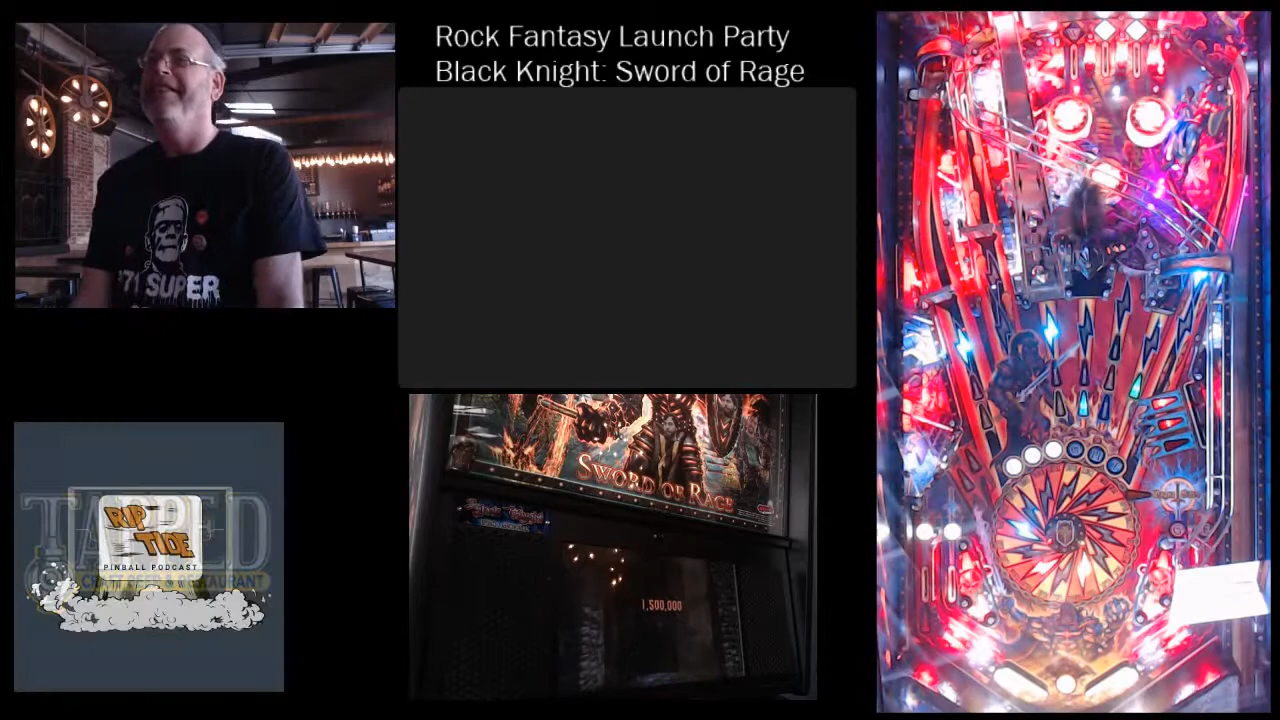 Rock Fantasy Launch Party
Black Knight: Sword of Rage
'71 SUPER
SWORD OF RAGE
1,500,000
TAPPED
RIP
TIDE
PINBALL PODCAST
CRAFT BEER & RESTAURANT